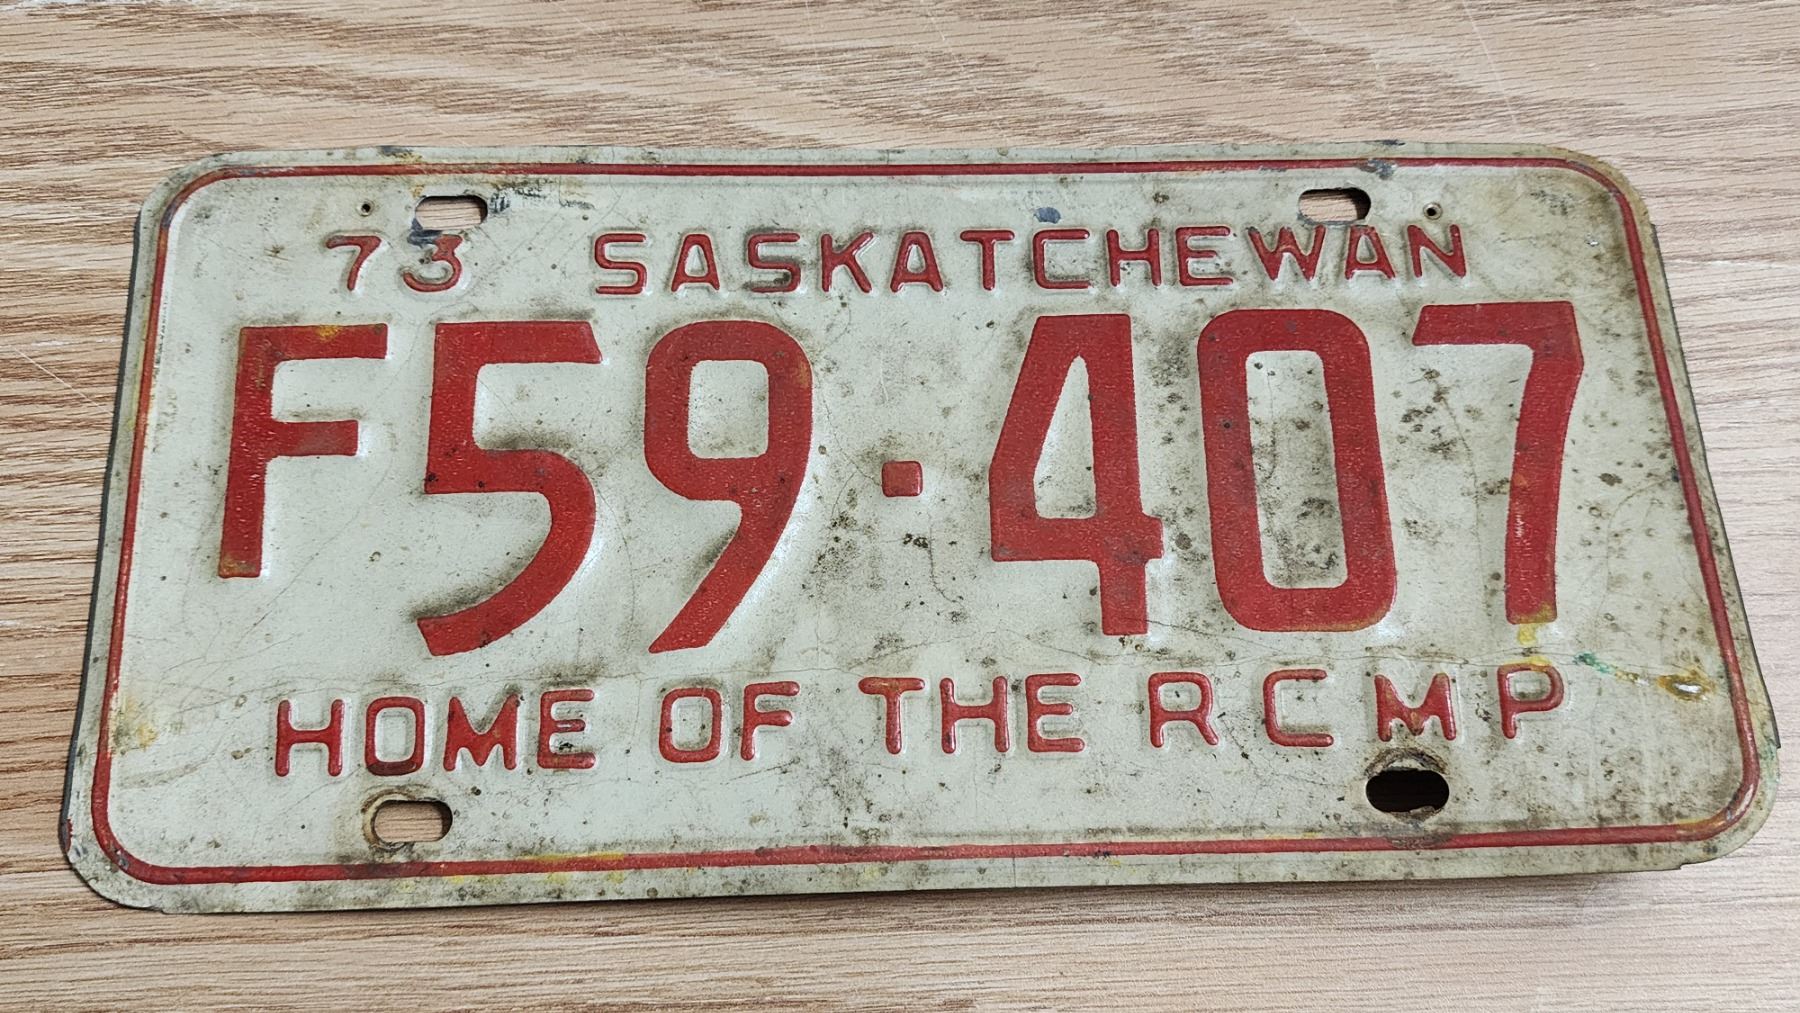 73 SASKATCHEWAN
F59·407
HOME OF THE RCMP